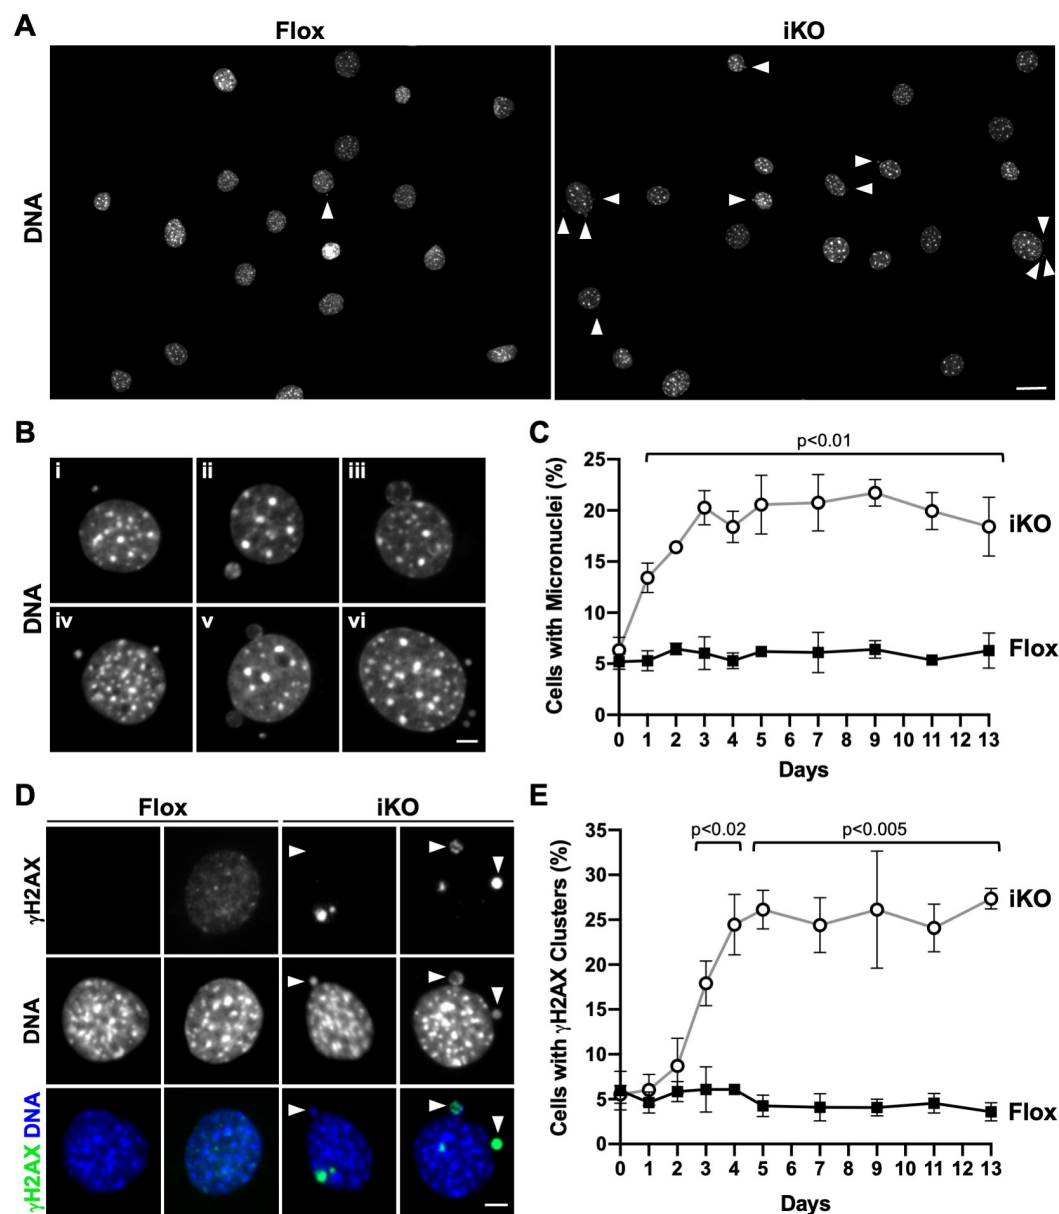 A
Flox
iKO
DNA
B
i
ii
iii
iv
v
vi
DNA
C
p<0.01
25
20
15
10
5
0
Cells with Micronuclei (%)
iKO
Flox
0 1 2 3 4 5 6 7 8 9 10 11 12 13
Days
D
Flox
iKO
γH2AX
DNA
γH2AX DNA
E
p<0.02
p<0.005
35
30
25
20
15
10
5
0
Cells with γH2AX Clusters (%)
iKO
Flox
0 1 2 3 4 5 6 7 8 9 10 11 12 13
Days